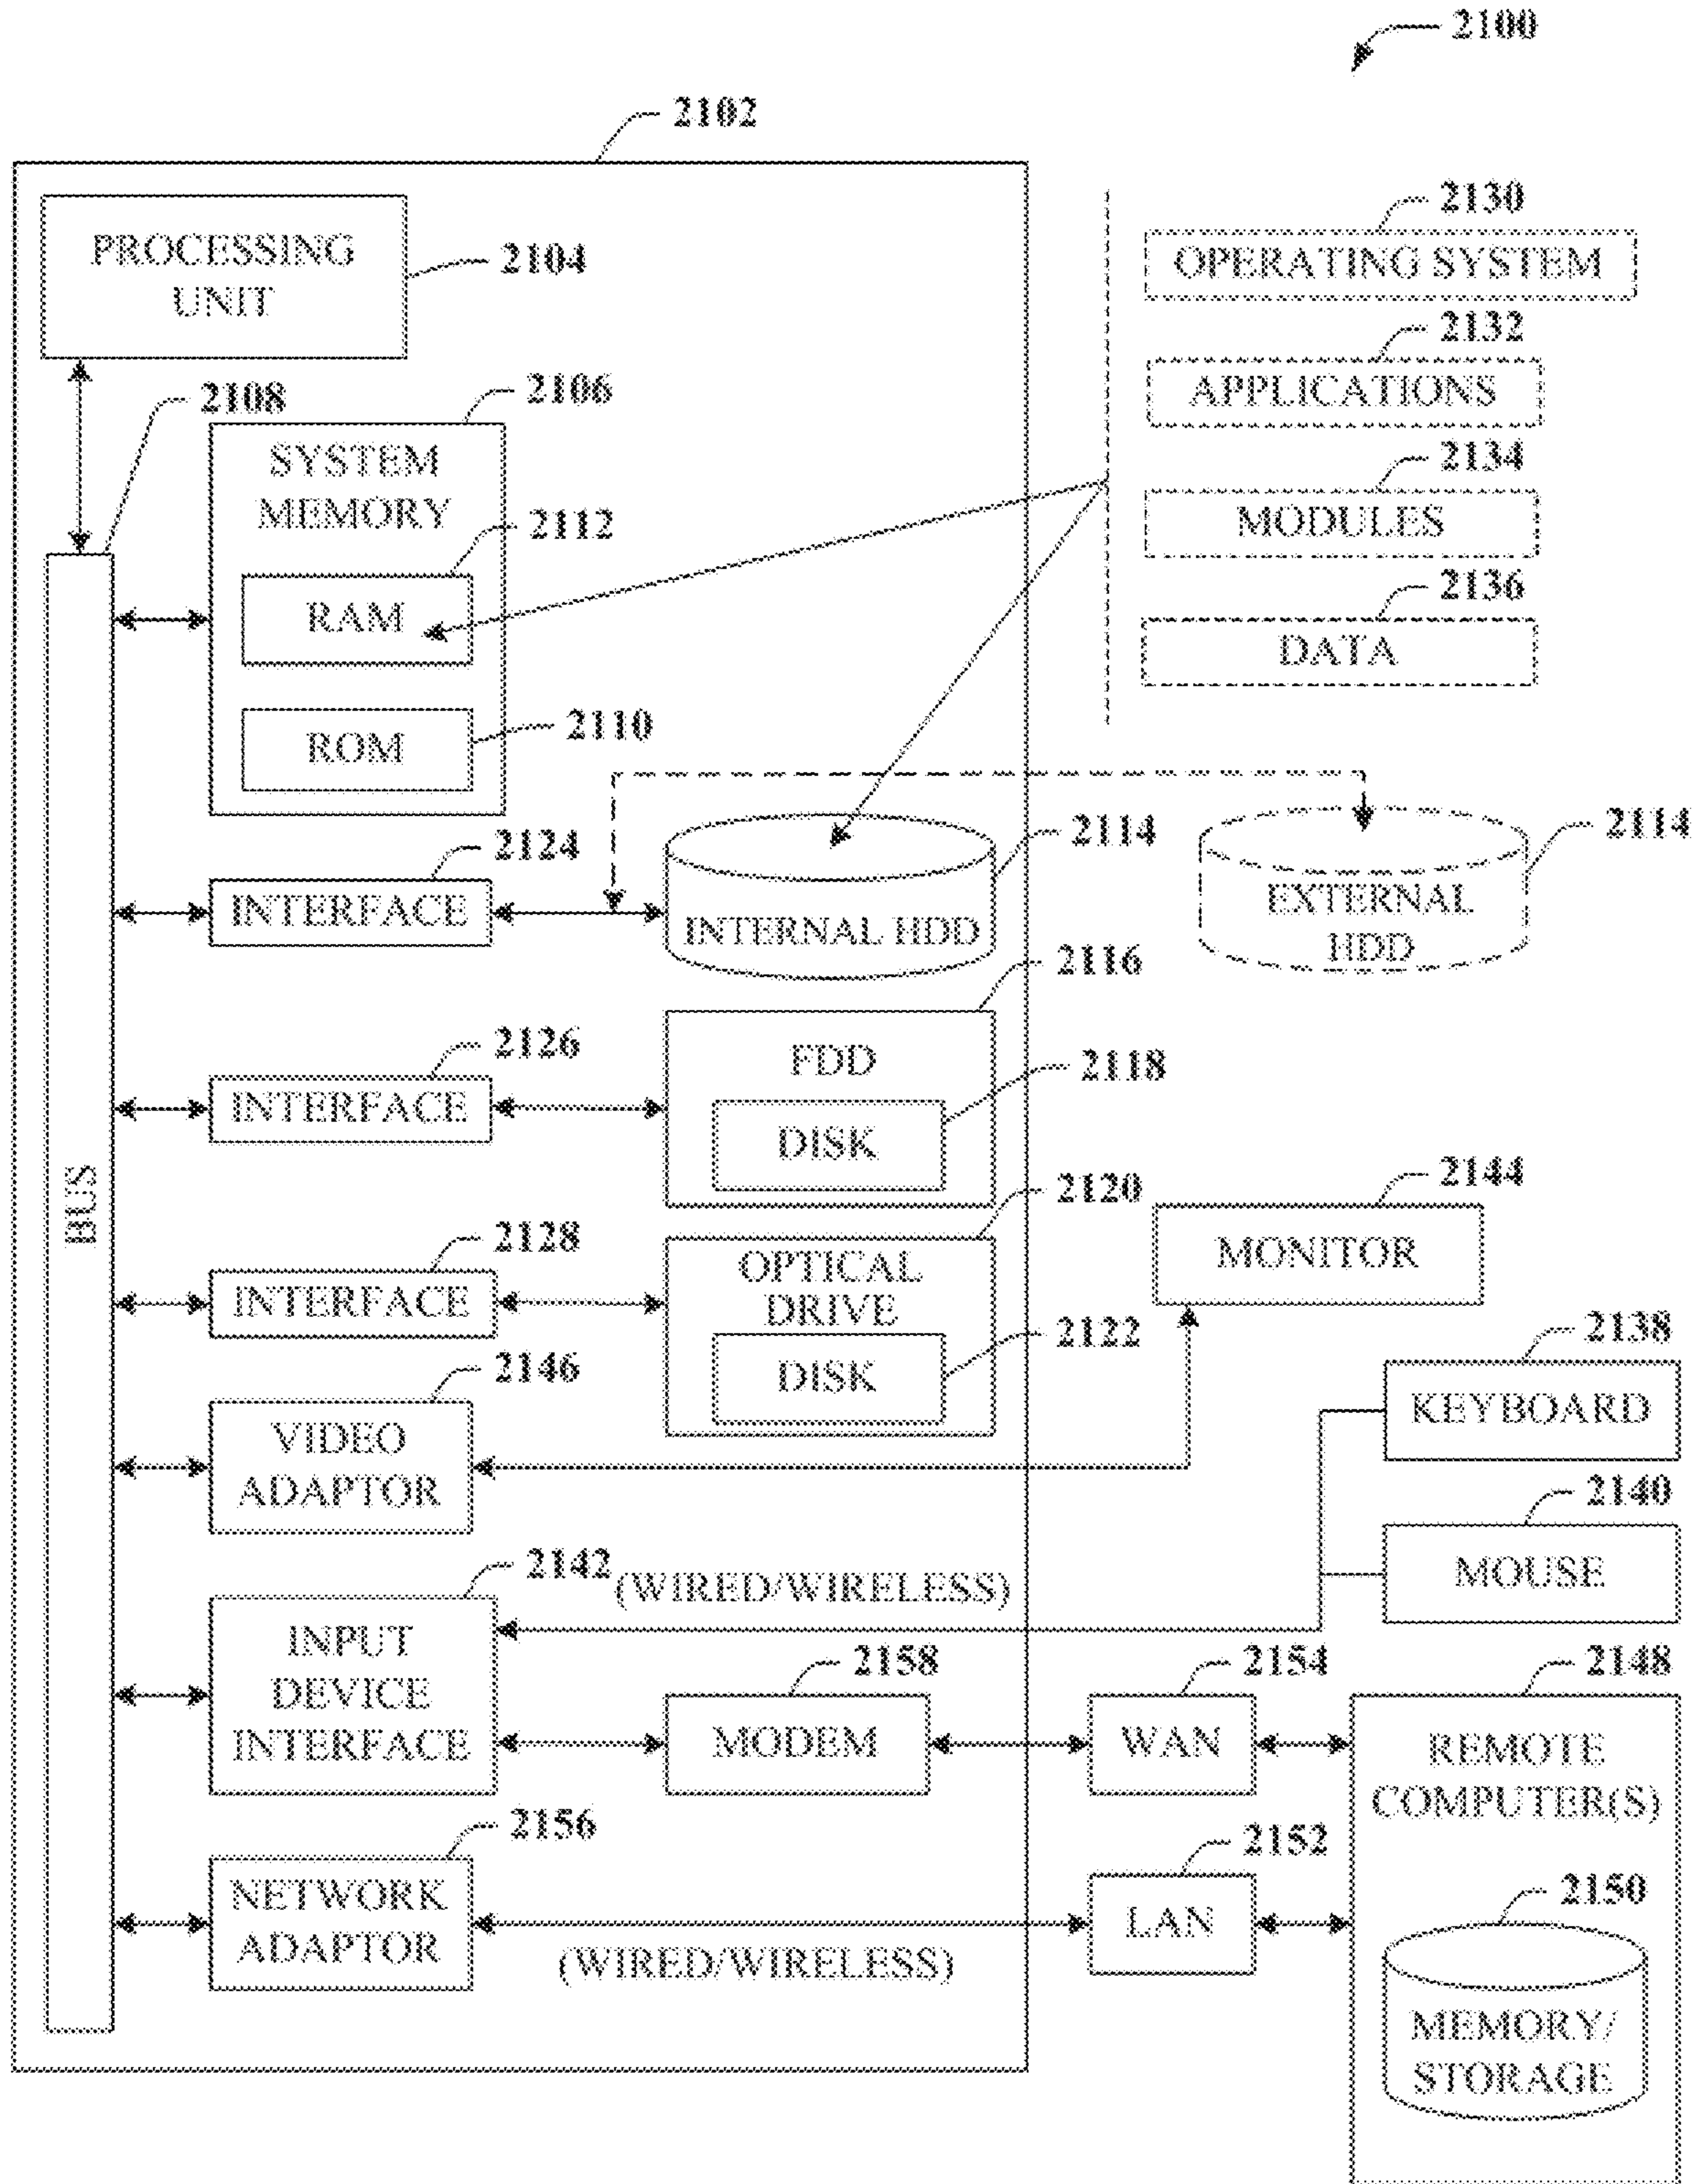 2100
2102
PROCESSING
UNIT
2104
2130
OPERATING SYSTEM
2132
APPLICATIONS
2134
MODULES
2136
DATA
2108
2106
SYSTEM
MEMORY
2112
RAM
2110
ROM
2124
INTERFACE
2114
INTERNAL HDD
2114
EXTERNAL
HDD
2116
FDD
2126
INTERFACE
2118
DISK
BUS
2120
OPTICAL
DRIVE
2128
INTERFACE
2122
DISK
2144
MONITOR
2138
KEYBOARD
2146
VIDEO
ADAPTOR
2140
MOUSE
2142
(WIRED/WIRELESS)
INPUT
DEVICE
INTERFACE
2158
MODEM
2154
WAN
2148
REMOTE
COMPUTER(S)
2156
NETWORK
ADAPTOR
(WIRED/WIRELESS)
2152
LAN
2150
MEMORY/
STORAGE